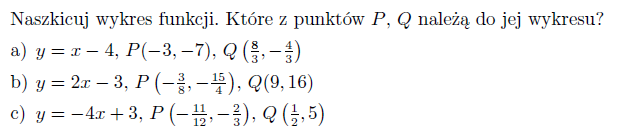 Naszkicuj wykres funkcji. Które z punktów P, Q należą do jej wykresu?
a) y = x − 4, P(−3, −7), Q (8/3, −4/3)
b) y = 2x − 3, P (−3/8, −15/4), Q(9, 16)
c) y = −4x + 3, P (−11/12, −2/3), Q (1/2, 5)